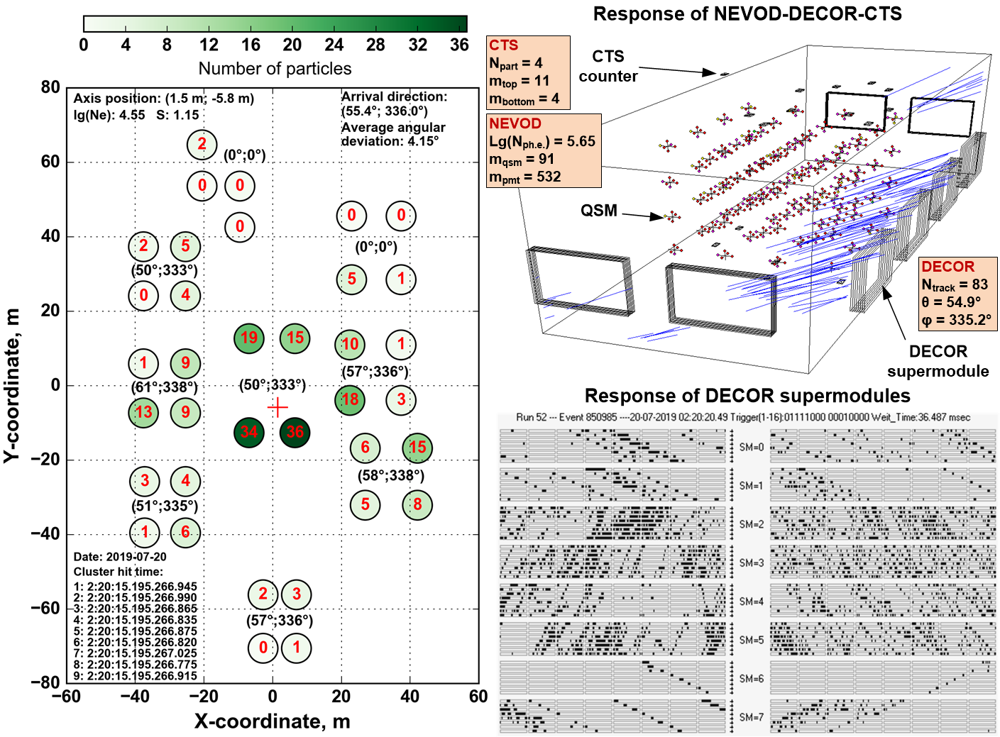 0 4 8 12 16 20 24 28 32 36
Number of particles
80
60
40
20
0
−20
−40
−60
−80
Y-coordinate, m
Axis position: (1.5 m; -5.8 m)
lg(Ne): 4.55 S: 1.15
Arrival direction:
(55.4°; 336.0°)
Average angular
deviation: 4.15°
2
(0°;0°)
0 0
0
0 0
(0°;0°)
2 5
(50°;333°)
0 4
5 1
19 15
10 1
(57°;336°)
1 9
(61°;338°)
(50°;333°)
13 9
18 3
34 36
6 15
(58°;338°)
5 8
3 4
(51°;335°)
1 6
2 3
(57°;336°)
0 1
Date: 2019-07-20
Cluster hit time:
1: 2:20:15.195.266.945
2: 2:20:15.195.266.990
3: 2:20:15.195.266.865
4: 2:20:15.195.266.835
5: 2:20:15.195.266.875
6: 2:20:15.195.266.820
7: 2:20:15.195.267.025
8: 2:20:15.195.266.775
9: 2:20:15.195.266.915
−60 −40 −20 0 20 40 60
X-coordinate, m
Response of NEVOD-DECOR-CTS
CTS
Npart = 4
mtop = 11
mbottom = 4
NEVOD
Lg(Nph.e.) = 5.65
mqsm = 91
mpmt = 532
CTS
counter
QSM
DECOR
Ntrack = 83
θ = 54.9°
φ = 335.2°
DECOR
supermodule
Response of DECOR supermodules
Run 52 --- Event 850985 ----20-07-2019 02:20:20.49 Trigger(1-16):01111000 00010000 Weit_Time:36.487 msec
SM=0
SM=1
SM=2
SM=3
SM=4
SM=5
SM=6
SM=7